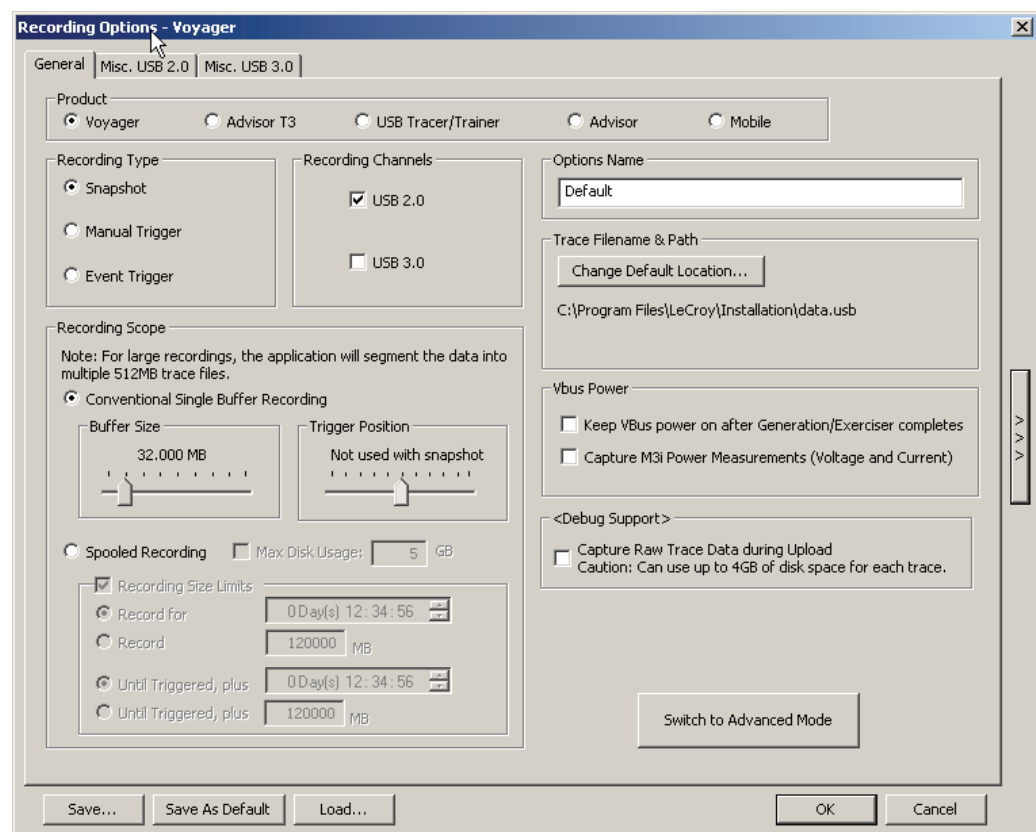 Recording Options - Voyager
General
Misc. USB 2.0
Misc. USB 3.0
Product
Voyager
Advisor T3
USB Tracer/Trainer
Advisor
Mobile
Recording Type
Snapshot
Manual Trigger
Event Trigger
Recording Channels
USB 2.0
USB 3.0
Options Name
Default
Trace Filename & Path
Change Default Location...
C:\Program Files\LeCroy\Installation\data.usb
Recording Scope
Note: For large recordings, the application will segment the data into
multiple 512MB trace files.
Conventional Single Buffer Recording
Buffer Size
32.000 MB
Trigger Position
Not used with snapshot
Spooled Recording
Max Disk Usage:
5
GB
Recording Size Limits
Record for
0 Day(s) 12:34:56
Record
120000
MB
Until Triggered, plus
0 Day(s) 12:34:56
Until Triggered, plus
120000
MB
Vbus Power
Keep VBus power on after Generation/Exerciser completes
Capture M3i Power Measurements (Voltage and Current)
<Debug Support>
Capture Raw Trace Data during Upload
Caution: Can use up to 4GB of disk space for each trace.
Switch to Advanced Mode
>
>
>
Save...
Save As Default
Load...
OK
Cancel